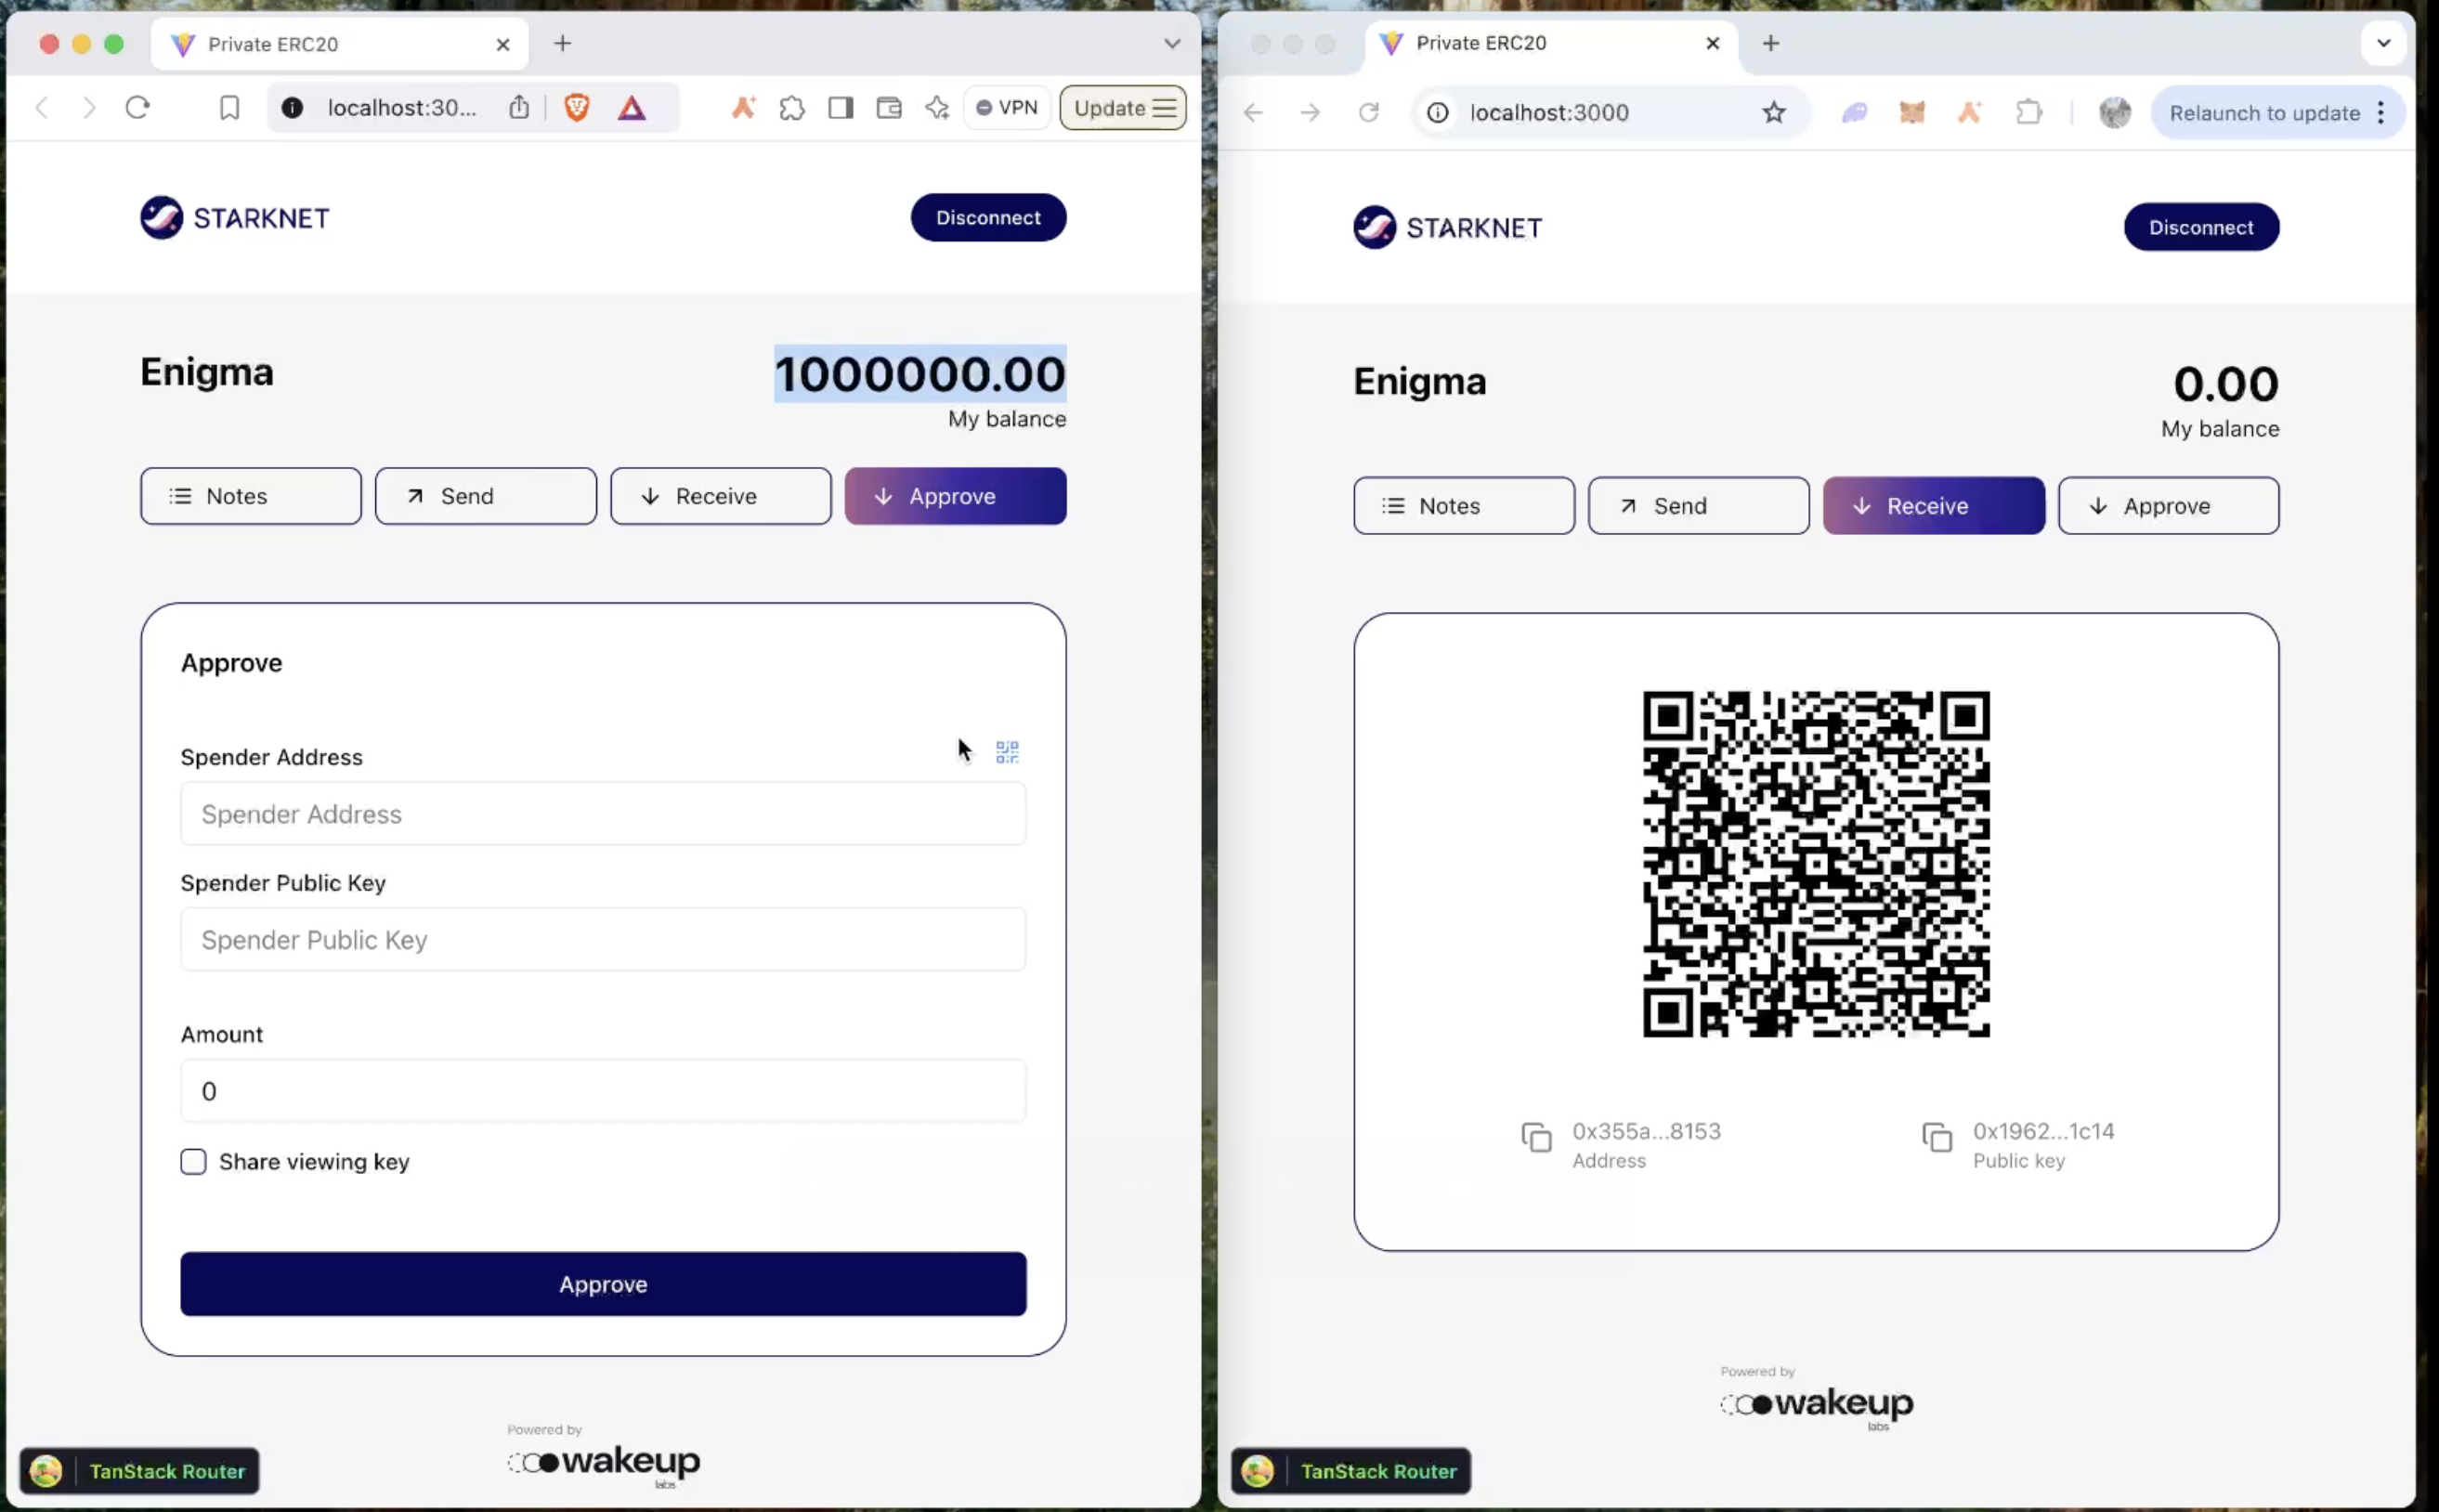 Private ERC20
localhost:30...
VPN
Update
STARKNET
Disconnect
Enigma
1000000.00
My balance
Notes
Send
Receive
Approve
Approve
Spender Address
Spender Address
Spender Public Key
Spender Public Key
Amount
0
Share viewing key
Approve
Powered by
wakeup
labs
TanStack Router
Private ERC20
localhost:3000
Relaunch to update
STARKNET
Disconnect
Enigma
0.00
My balance
Notes
Send
Receive
Approve
0x355a...8153
Address
0x1962...1c14
Public key
Powered by
wakeup
labs
TanStack Router